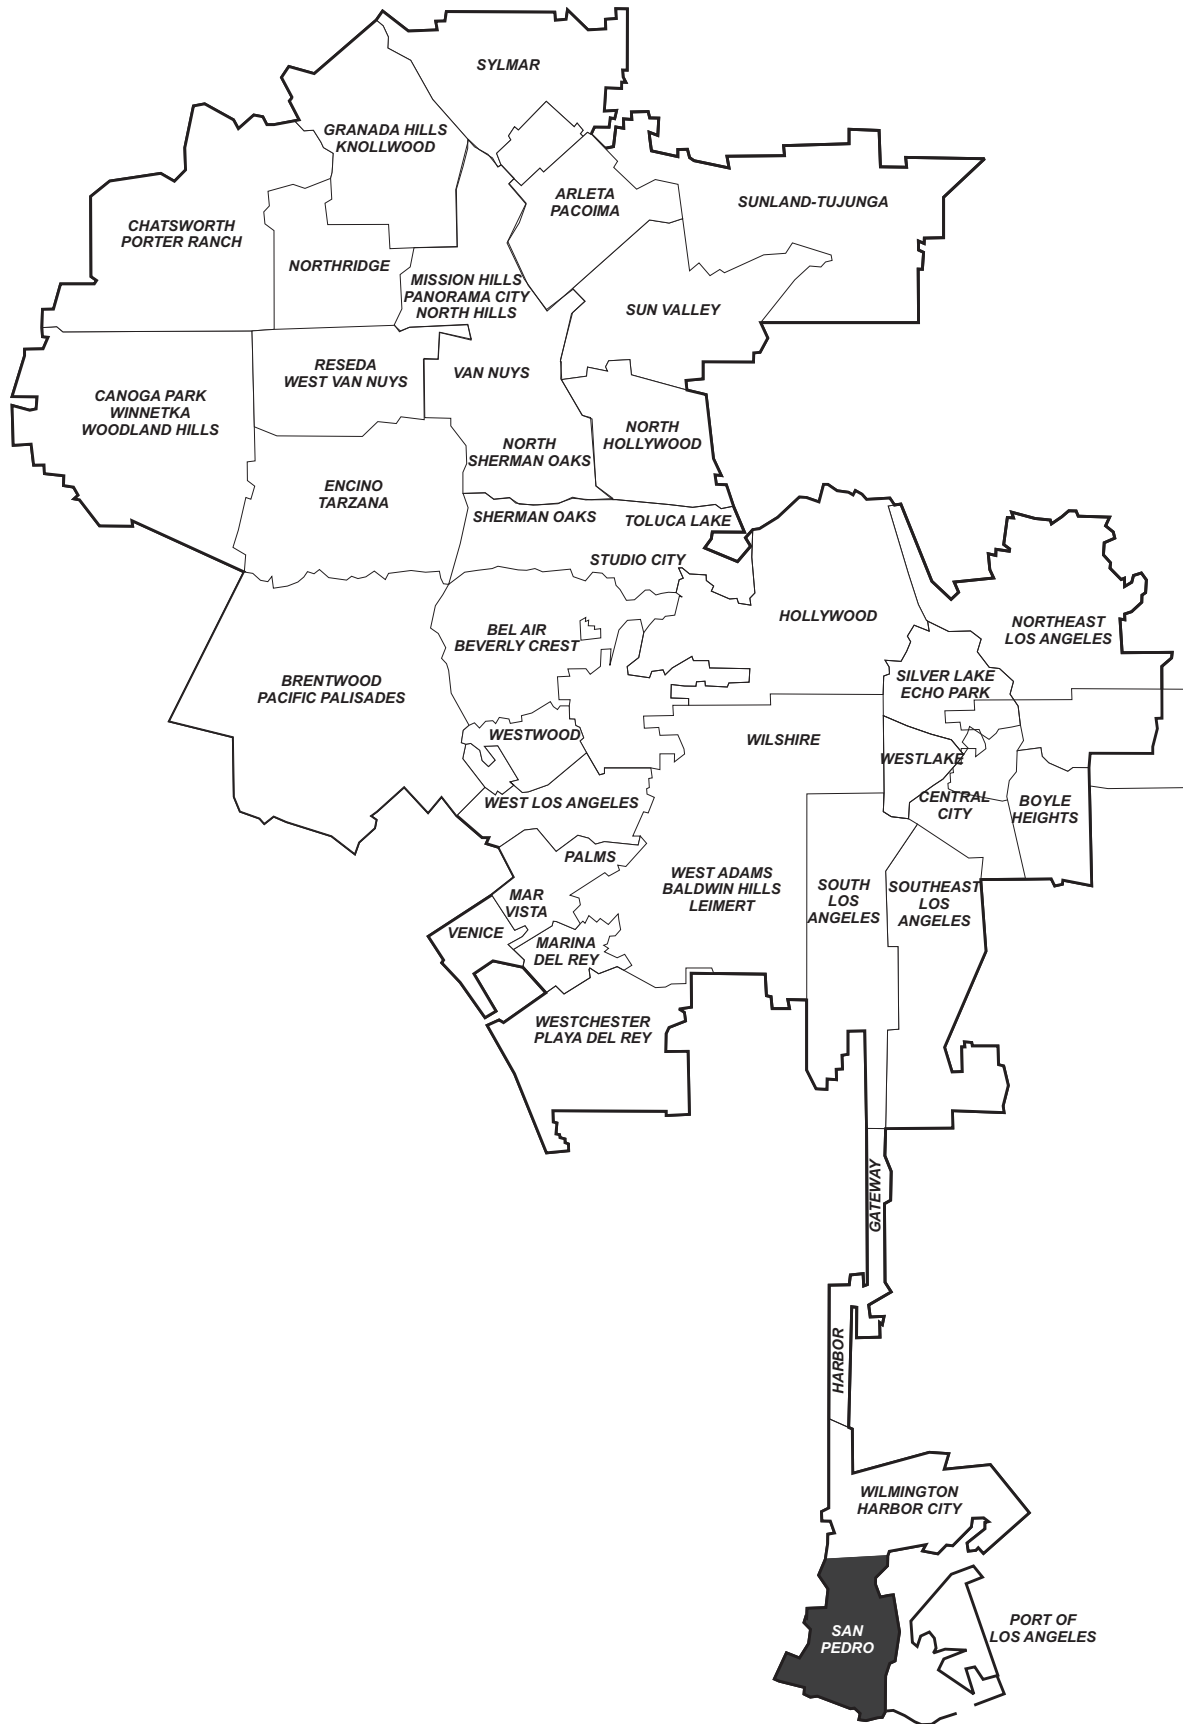 SYLMAR
GRANADA HILLS
KNOLLWOOD
ARLETA
PACOIMA
SUNLAND-TUJUNGA
CHATSWORTH
PORTER RANCH
NORTHRIDGE
MISSION HILLS
PANORAMA CITY
NORTH HILLS
SUN VALLEY
RESEDA
WEST VAN NUYS
VAN NUYS
CANOGA PARK
WINNETKA
WOODLAND HILLS
NORTH
SHERMAN OAKS
NORTH
HOLLYWOOD
ENCINO
TARZANA
SHERMAN OAKS
TOLUCA LAKE
STUDIO CITY
HOLLYWOOD
NORTHEAST
LOS ANGELES
BEL AIR
BEVERLY CREST
BRENTWOOD
PACIFIC PALISADES
SILVER LAKE
ECHO PARK
WESTWOOD
WILSHIRE
WESTLAKE
WEST LOS ANGELES
CENTRAL
CITY
BOYLE
HEIGHTS
PALMS
WEST ADAMS
BALDWIN HILLS
LEIMERT
SOUTH
LOS
ANGELES
SOUTHEAST
LOS
ANGELES
MAR
VISTA
VENICE
MARINA
DEL REY
WESTCHESTER
PLAYA DEL REY
GATEWAY
HARBOR
WILMINGTON
HARBOR CITY
SAN
PEDRO
PORT OF
LOS ANGELES